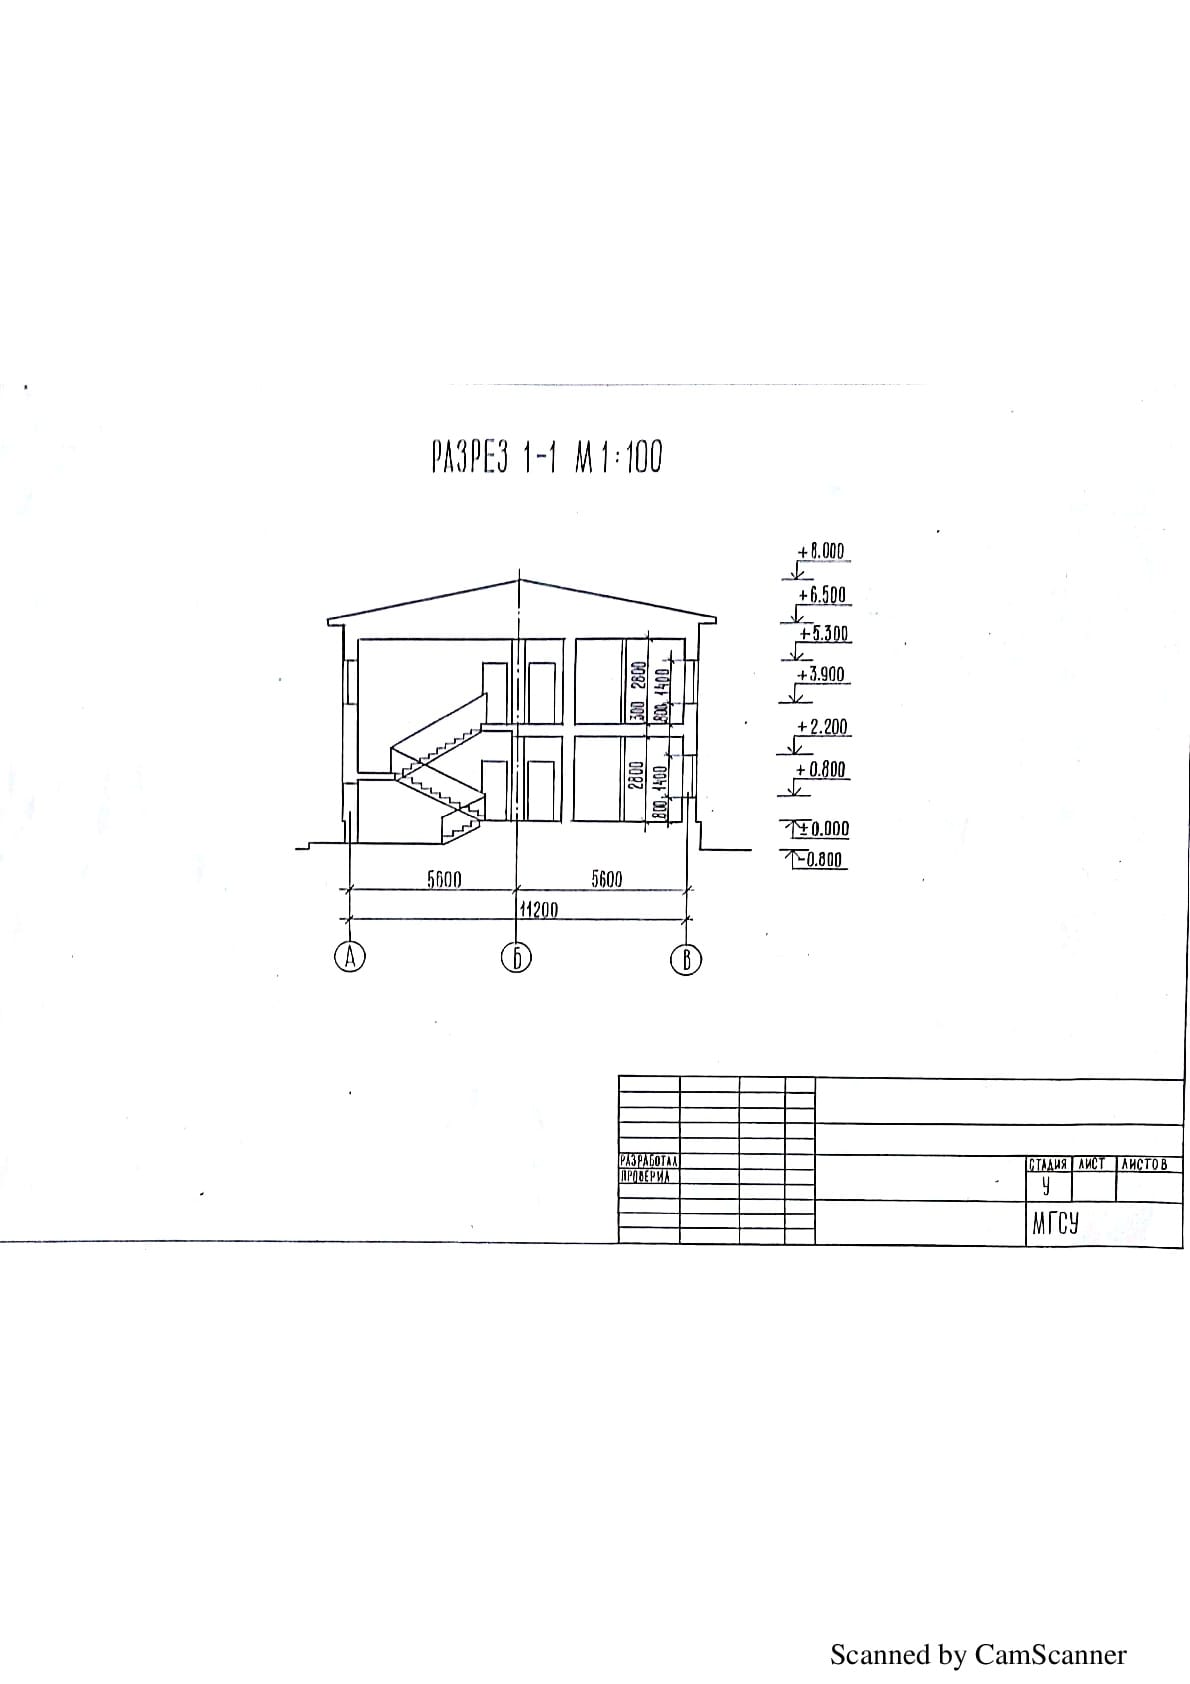 РАЗРЕЗ 1-1 М 1:100
+8.000
+6.500
+5.300
+3.900
+2.200
+0.800
±0.000
-0.800
300 2800
800 1400
2800
800 1400
5600 5600
11200
А Б В
РАЗРАБОТАЛ
ПРОВЕРИЛ
СТАДИЯ ЛИСТ ЛИСТОВ
У
МГСУ
Scanned by CamScanner